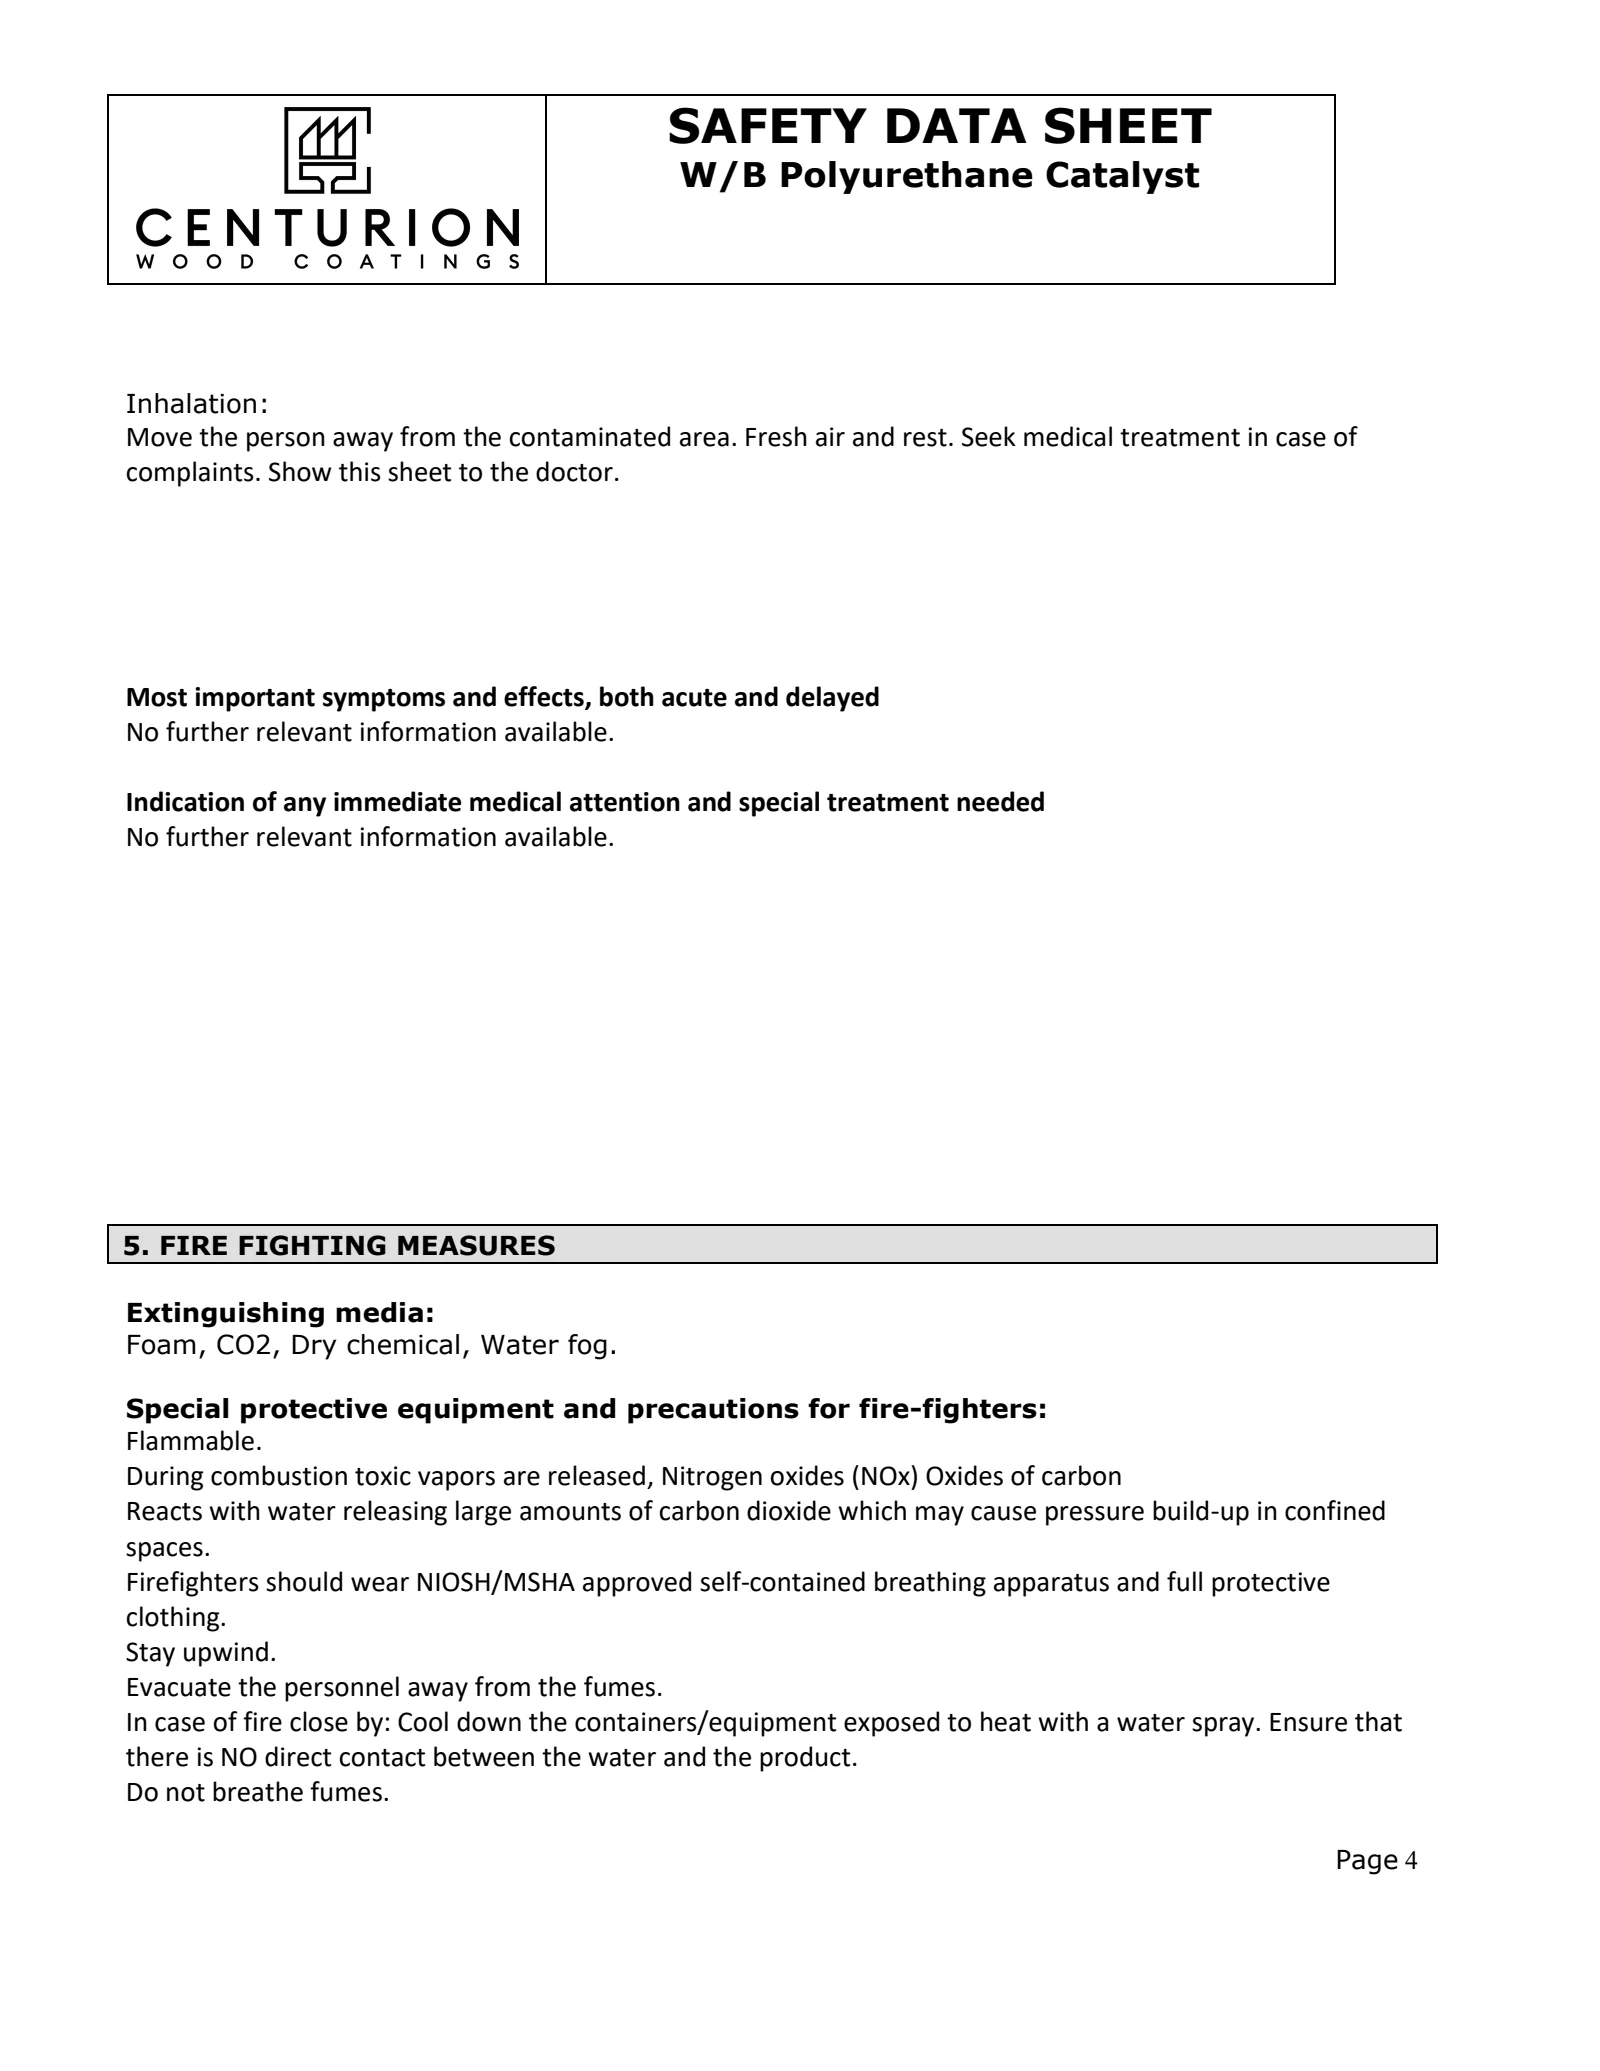 CENTURION
WOOD COATINGS
SAFETY DATA SHEET
W/B Polyurethane Catalyst
Inhalation:
Move the person away from the contaminated area. Fresh air and rest. Seek medical treatment in case of
complaints. Show this sheet to the doctor.
Most important symptoms and effects, both acute and delayed
No further relevant information available.
Indication of any immediate medical attention and special treatment needed
No further relevant information available.
5. FIRE FIGHTING MEASURES
Extinguishing media:
Foam, CO2, Dry chemical, Water fog.
Special protective equipment and precautions for fire-fighters:
Flammable.
During combustion toxic vapors are released, Nitrogen oxides (NOx) Oxides of carbon
Reacts with water releasing large amounts of carbon dioxide which may cause pressure build-up in confined
spaces.
Firefighters should wear NIOSH/MSHA approved self-contained breathing apparatus and full protective
clothing.
Stay upwind.
Evacuate the personnel away from the fumes.
In case of fire close by: Cool down the containers/equipment exposed to heat with a water spray. Ensure that
there is NO direct contact between the water and the product.
Do not breathe fumes.
Page 4